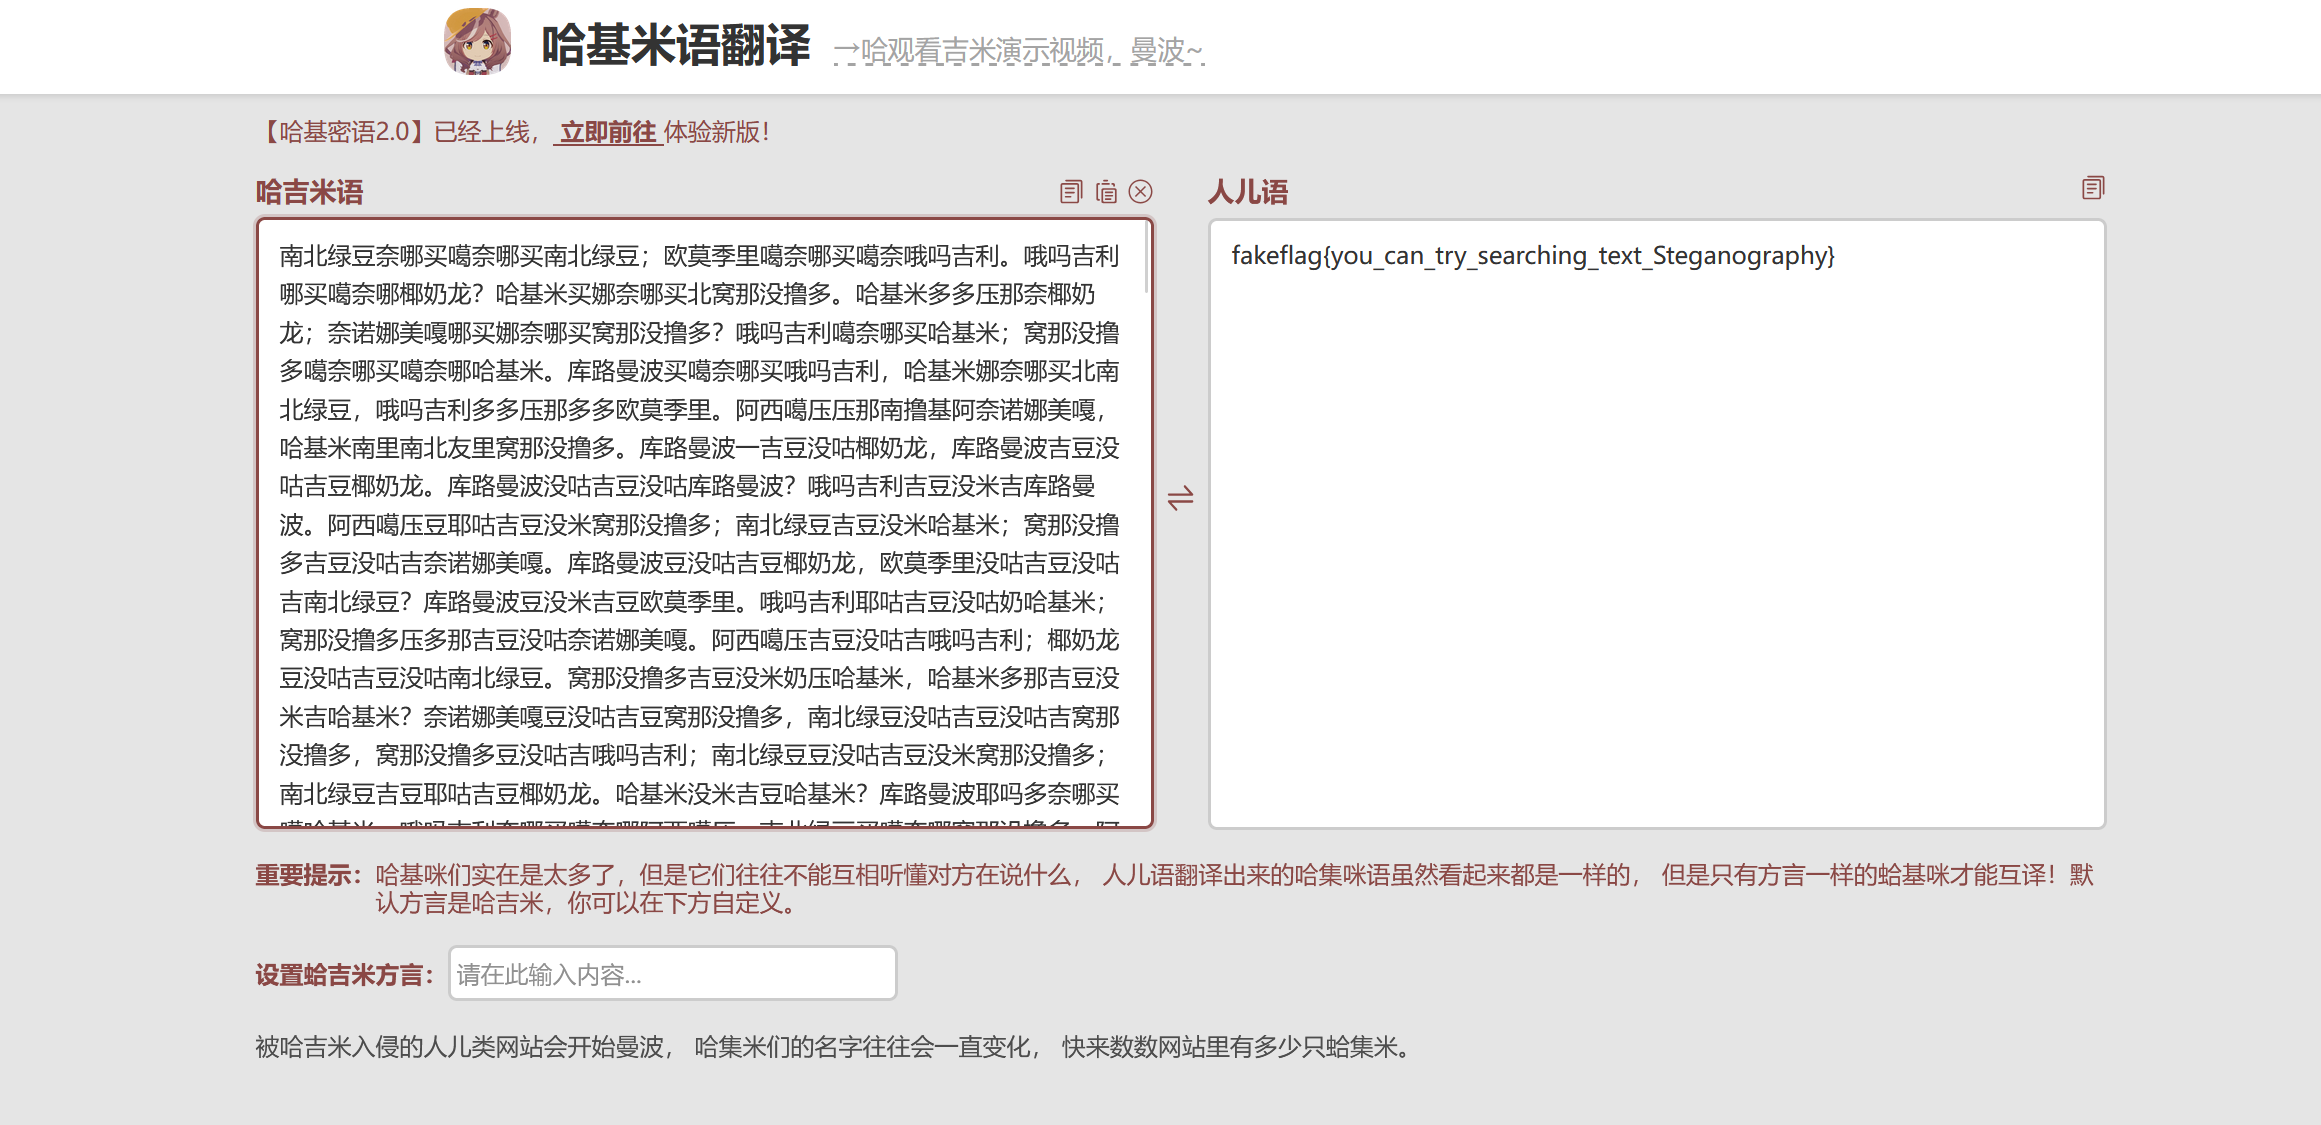 哈基米语翻译 →哈观看吉米演示视频，曼波~
【哈基密语2.0】已经上线， 立即前往 体验新版！
哈吉米语
南北绿豆奈哪买噶奈哪买南北绿豆；欧莫季里噶奈哪买噶奈哦吗吉利。哦吗吉利
哪买噶奈哪椰奶龙？哈基米买娜奈哪买北窝那没撸多。哈基米多多压那奈椰奶
龙；奈诺娜美嘎哪买娜奈哪买窝那没撸多？哦吗吉利噶奈哪买哈基米；窝那没撸
多噶奈哪买噶奈哪哈基米。库路曼波买噶奈哪买哦吗吉利，哈基米娜奈哪买北南
北绿豆，哦吗吉利多多压那多多欧莫季里。阿西噶压压那南撸基阿奈诺娜美嘎，
哈基米南里南北友里窝那没撸多。库路曼波一吉豆没咕椰奶龙，库路曼波吉豆没
咕吉豆椰奶龙。库路曼波没咕吉豆没咕库路曼波？哦吗吉利吉豆没米吉库路曼
波。阿西噶压豆耶咕吉豆没米窝那没撸多；南北绿豆吉豆没米哈基米；窝那没撸
多吉豆没咕吉奈诺娜美嘎。库路曼波豆没咕吉豆椰奶龙，欧莫季里没咕吉豆没咕
吉南北绿豆？库路曼波豆没米吉豆欧莫季里。哦吗吉利耶咕吉豆没咕奶哈基米；
窝那没撸多压多那吉豆没咕奈诺娜美嘎。阿西噶压吉豆没咕吉哦吗吉利；椰奶龙
豆没咕吉豆没咕南北绿豆。窝那没撸多吉豆没米奶压哈基米，哈基米多那吉豆没
米吉哈基米？奈诺娜美嘎豆没咕吉豆窝那没撸多，南北绿豆没咕吉豆没咕吉窝那
没撸多，窝那没撸多豆没咕吉哦吗吉利；南北绿豆豆没咕吉豆没米窝那没撸多；
南北绿豆吉豆耶咕吉豆椰奶龙。哈基米没米吉豆哈基米？库路曼波耶吗多奈哪买
人儿语
fakeflag{you_can_try_searching_text_Steganography}
重要提示：哈基咪们实在是太多了，但是它们往往不能互相听懂对方在说什么， 人儿语翻译出来的哈集咪语虽然看起来都是一样的， 但是只有方言一样的蛤基咪才能互译！默
认方言是哈吉米，你可以在下方自定义。
设置蛤吉米方言： 请在此输入内容...
被哈吉米入侵的人儿类网站会开始曼波， 哈集米们的名字往往会一直变化， 快来数数网站里有多少只蛤集米。